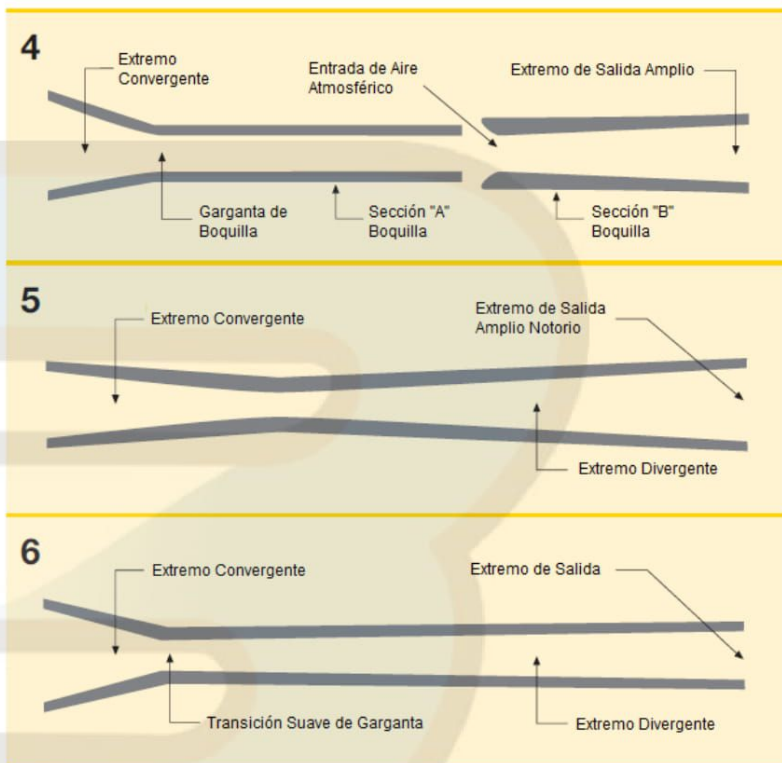 4
Extremo
Convergente
Entrada de Aire
Atmosférico
Extremo de Salida Amplio
Garganta de
Boquilla
Sección "A"
Boquilla
Sección "B"
Boquilla
5
Extremo Convergente
Extremo de Salida
Amplio Notorio
Extremo Divergente
6
Extremo Convergente
Extremo de Salida
Transición Suave de Garganta
Extremo Divergente